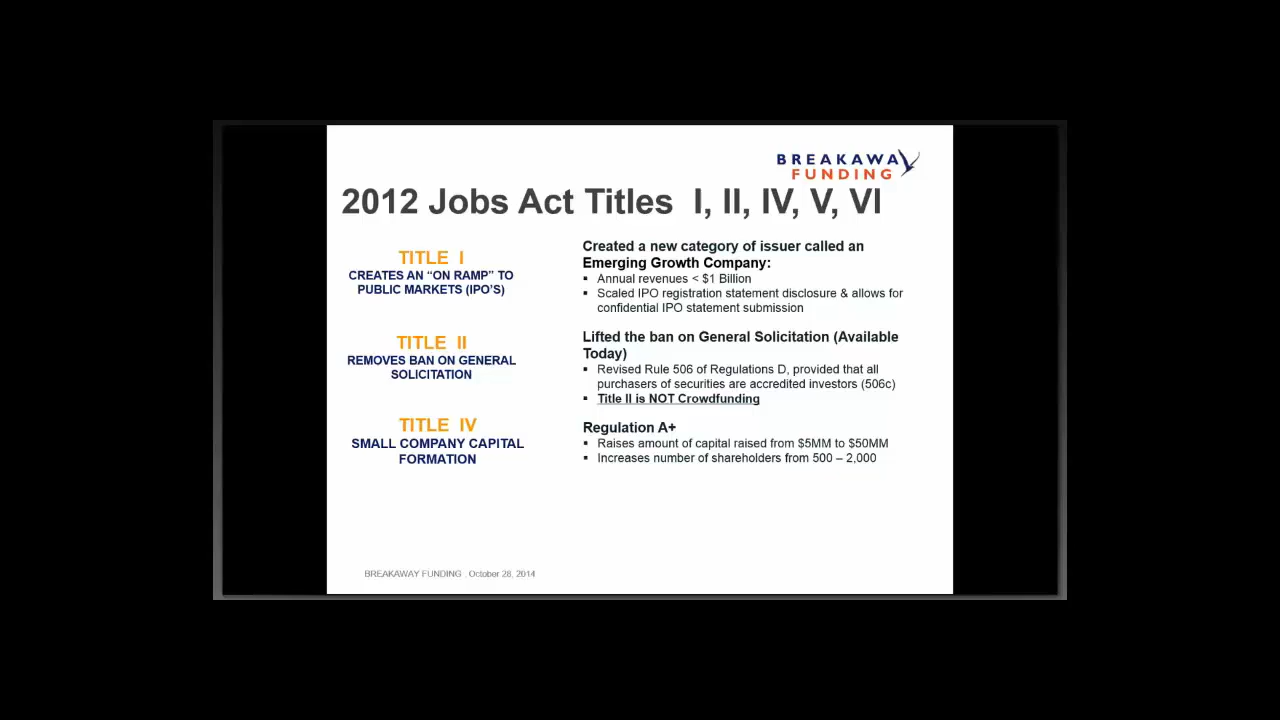 BREAKAWAY
FUNDING
2012 Jobs Act Titles I, II, IV, V, VI
TITLE I
CREATES AN “ON RAMP” TO
PUBLIC MARKETS (IPO’S)
Created a new category of issuer called an
Emerging Growth Company:
▪ Annual revenues < $1 Billion
▪ Scaled IPO registration statement disclosure & allows for
confidential IPO statement submission
TITLE II
REMOVES BAN ON GENERAL
SOLICITATION
Lifted the ban on General Solicitation (Available
Today)
▪ Revised Rule 506 of Regulations D, provided that all
purchasers of securities are accredited investors (506c)
▪ Title II is NOT Crowdfunding
TITLE IV
SMALL COMPANY CAPITAL
FORMATION
Regulation A+
▪ Raises amount of capital raised from $5MM to $50MM
▪ Increases number of shareholders from 500 – 2,000
BREAKAWAY FUNDING . October 28, 2014